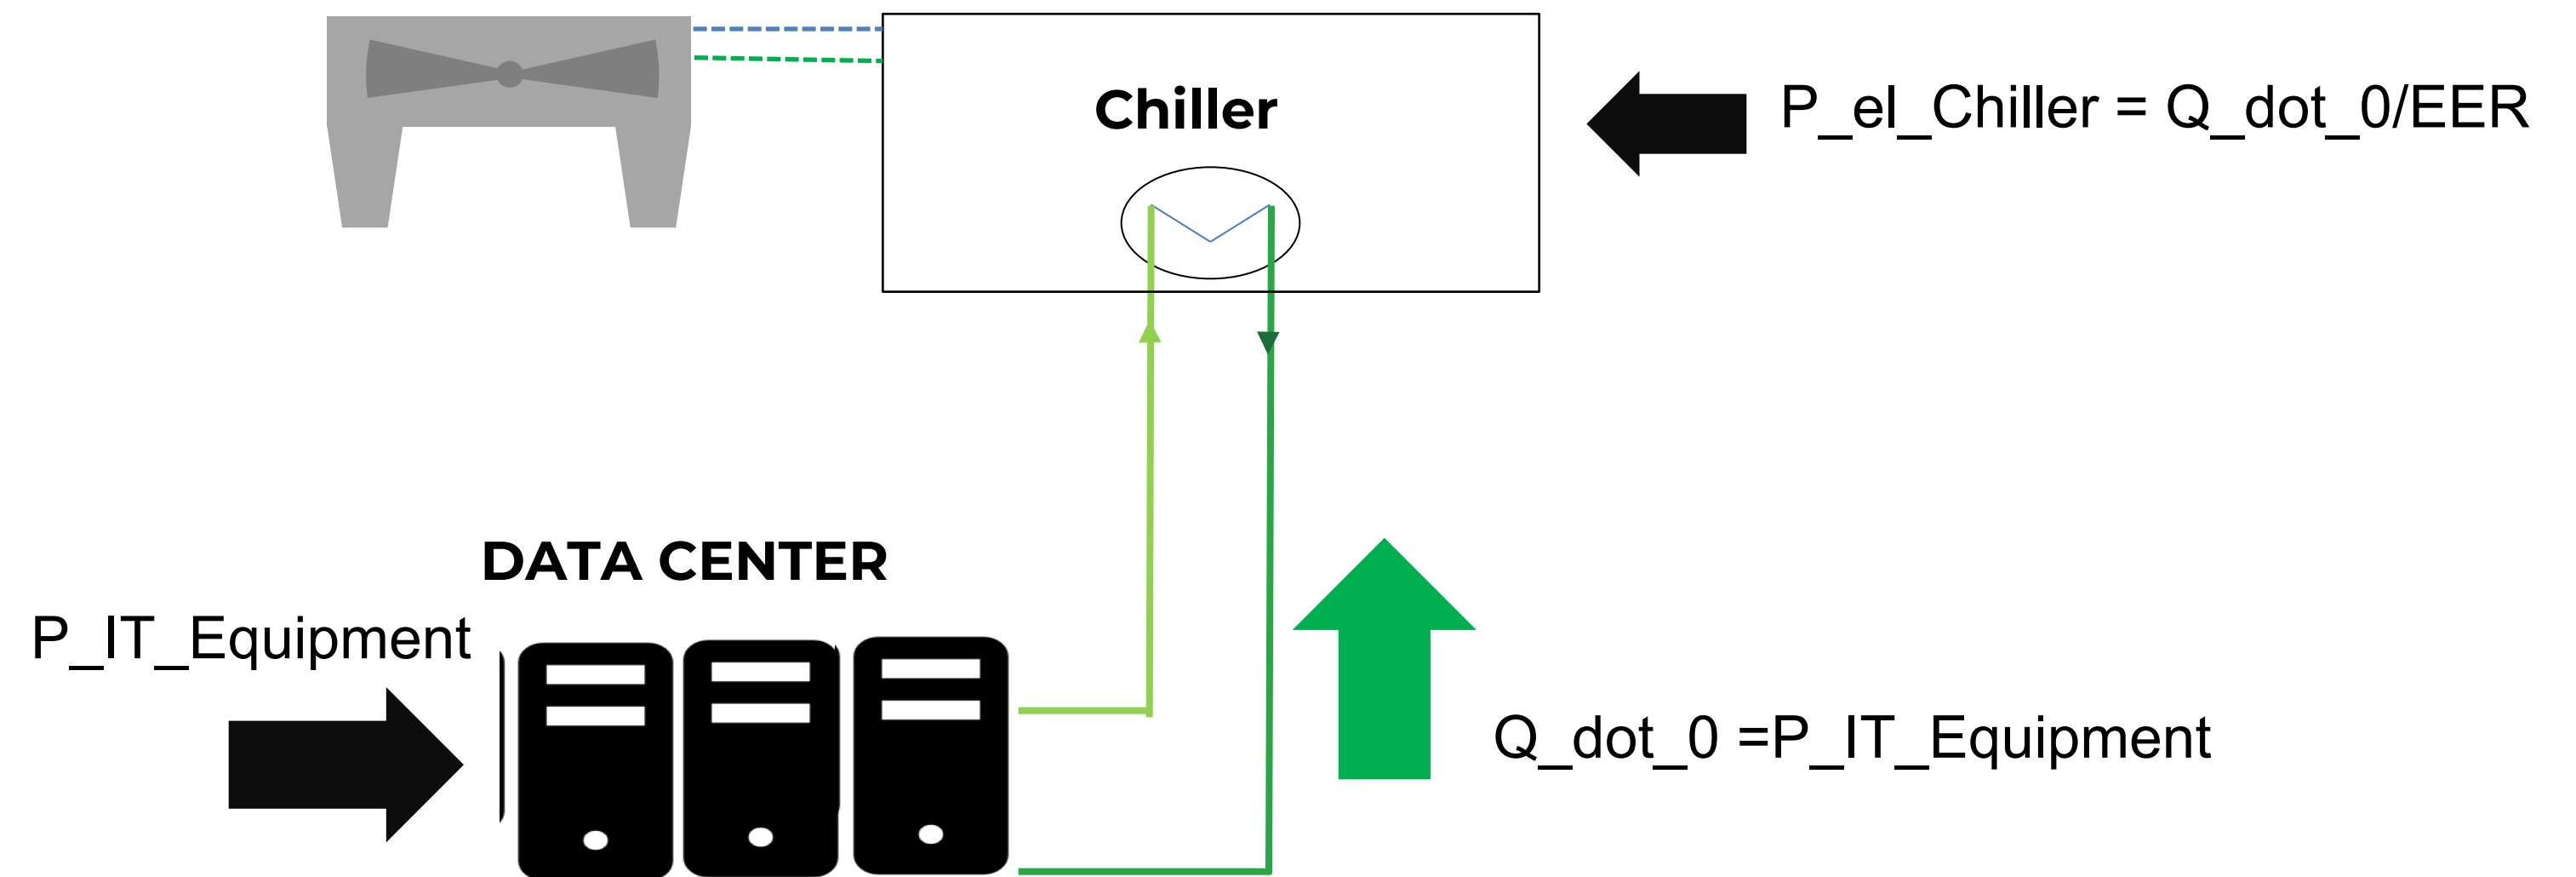 Chiller
P_el_Chiller = Q_dot_0/EER
DATA CENTER
P_IT_Equipment
Q_dot_0 =P_IT_Equipment